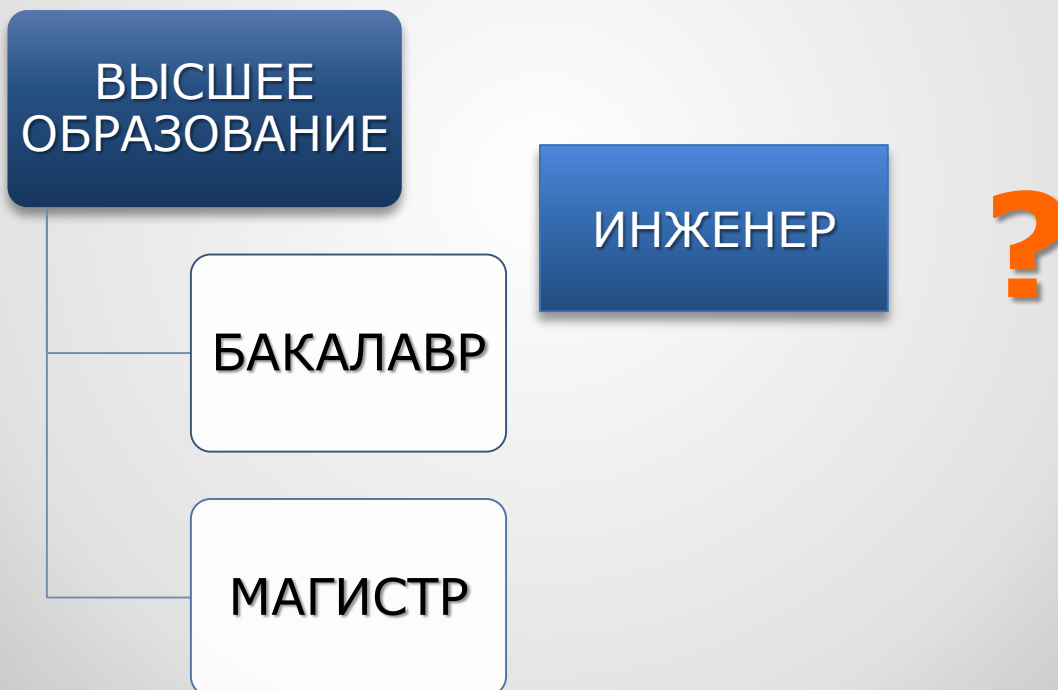 ВЫСШЕЕ
ОБРАЗОВАНИЕ
ИНЖЕНЕР
?
БАКАЛАВР
МАГИСТР